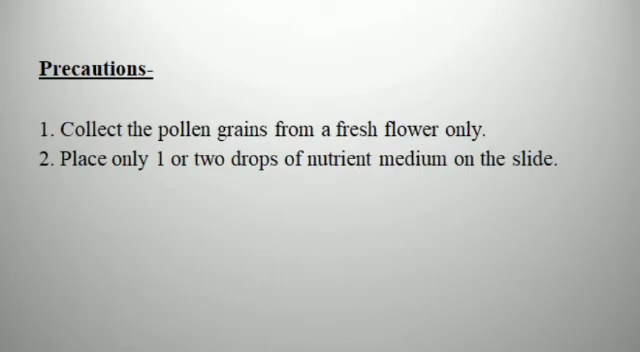 Precautions-
1. Collect the pollen grains from a fresh flower only.
2. Place only 1 or two drops of nutrient medium on the slide.